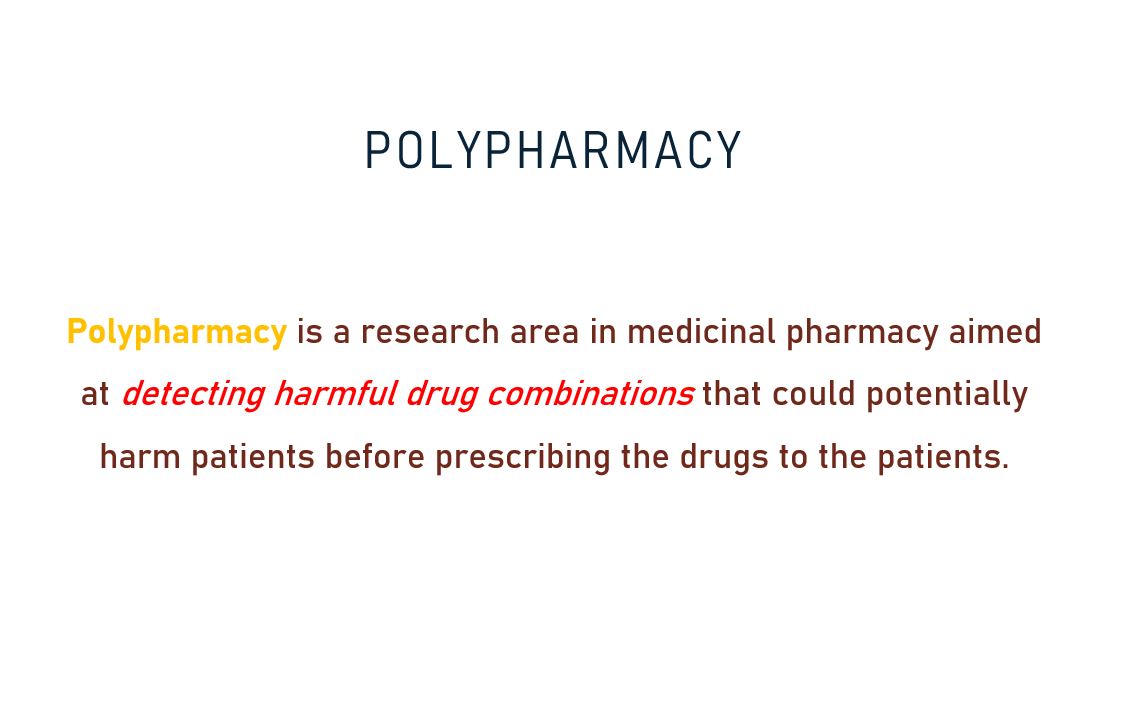 POLYPHARMACY
Polypharmacy is a research area in medicinal pharmacy aimed
at detecting harmful drug combinations that could potentially
harm patients before prescribing the drugs to the patients.